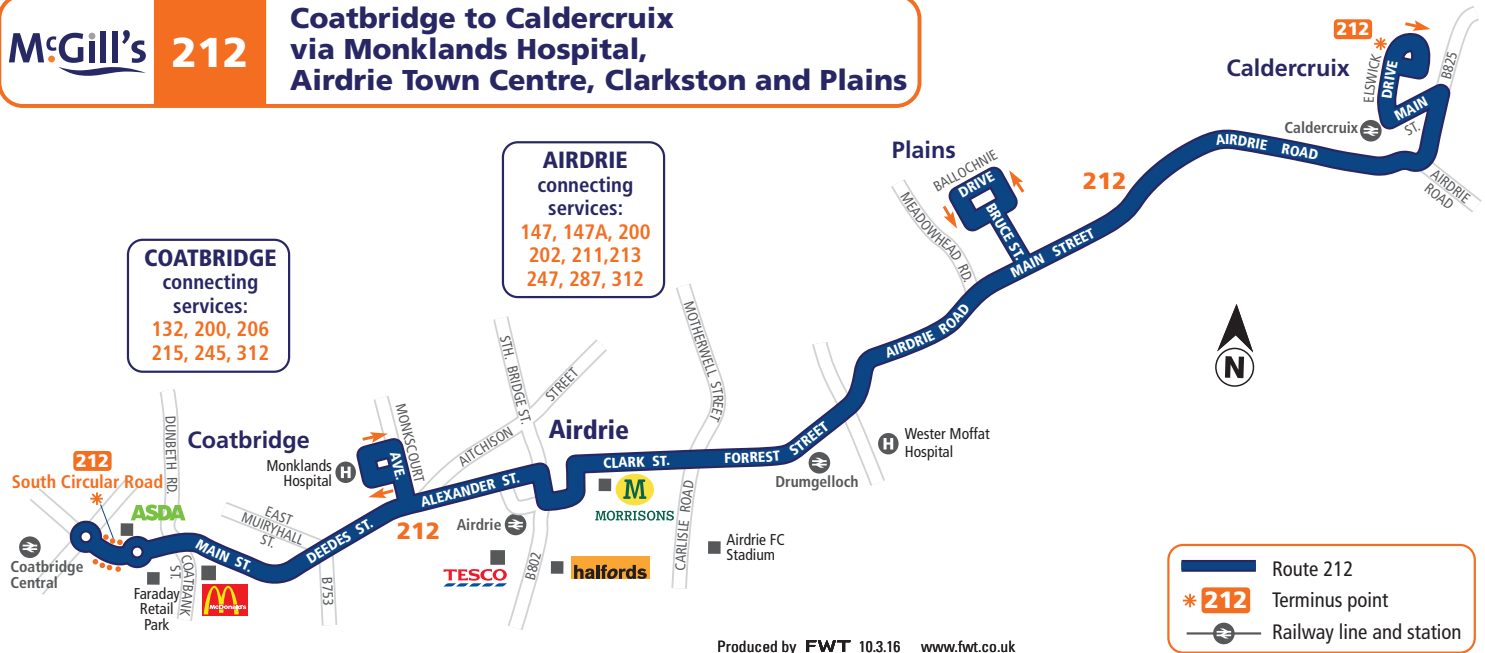 McGill's
212
Coatbridge to Caldercruix
via Monklands Hospital,
Airdrie Town Centre, Clarkston and Plains
212
Caldercruix
ELSWICK
DRIVE
B825
MAIN
ST.
Caldercruix
AIRDRIE ROAD
AIRDRIE
ROAD
Plains
BALLOCHNIE
DRIVE
BRUCE ST.
MEADOWHEAD RD.
212
MAIN STREET
AIRDRIE ROAD
AIRDRIE
connecting
services:
147, 147A, 200
202, 211,213
247, 287, 312
COATBRIDGE
connecting
services:
132, 200, 206
215, 245, 312
N
MOTHERWELL STREET
STH. BRIDGE ST.
AITCHISON STREET
MONKSCOURT
AVE.
DUNBETH RD.
Coatbridge
Airdrie
Monklands
Hospital
H
212
South Circular Road
ASDA
Coatbridge
Central
Faraday
Retail
Park
COATBANK
ST.
McDonald's
MAIN ST.
EAST
MUIRYHALL
ST.
DEEDES ST.
B753
212
ALEXANDER ST.
Airdrie
TESCO
B802
halfords
CLARK ST.
M
MORRISONS
CARLISLE ROAD
FORREST STREET
Airdrie FC
Stadium
Drumgelloch
H
Wester Moffat
Hospital
Route 212
212
Terminus point
Railway line and station
Produced by FWT 10.3.16 www.fwt.co.uk